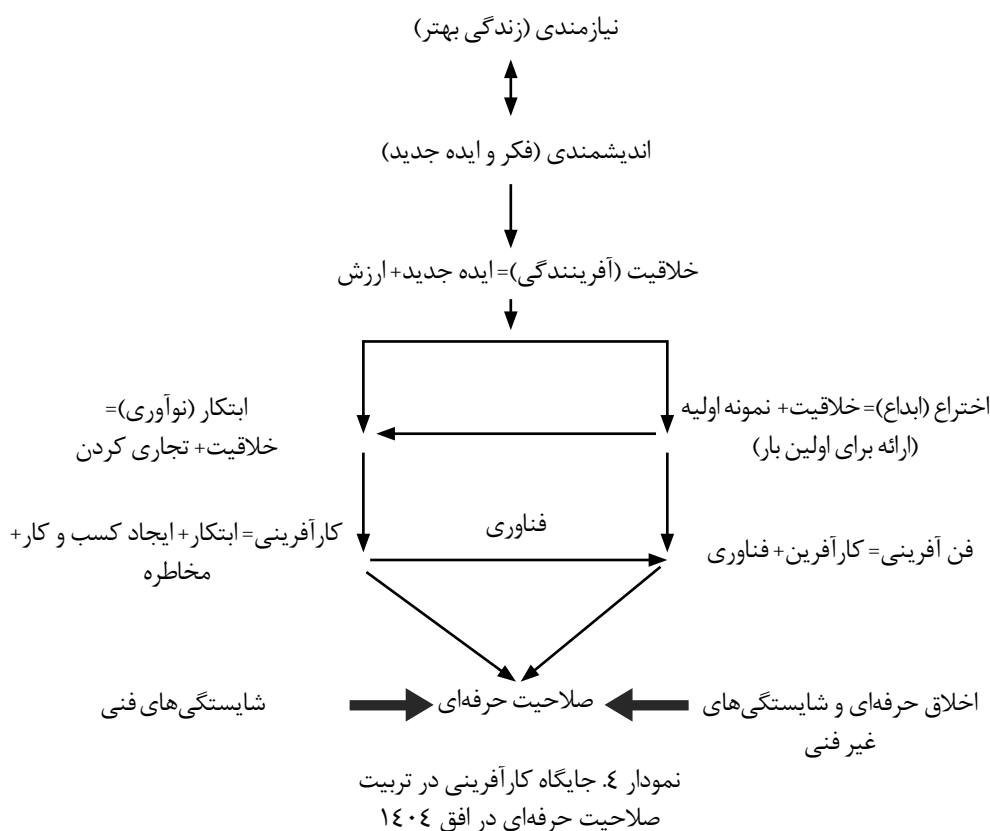 نیازمندی (زندگی بهتر)
اندیشمندی (فکر و ایده جدید)
خلاقیت (آفرینندگی)= ایده جدید+ ارزش
اختراع (ابداع)= خلاقیت+ نمونه اولیه
(ارائه برای اولین بار)
ابتکار (نوآوری)=
خلاقیت+ تجاری کردن
فناوری
فن آفرینی= کارآفرین+ فناوری
کارآفرینی= ابتکار+ ایجاد کسب و کار+
مخاطره
اخلاق حرفه‌ای و شایستگی‌های
غیر فنی
صلاحیت حرفه‌ای
شایستگی‌های فنی
نمودار ٤. جایگاه کارآفرینی در تربیت
صلاحیت حرفه‌ای در افق ١٤٠٤